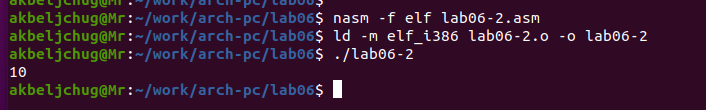 akbeljchug@Mr:~/work/arch-pc/lab06$ nasm -f elf lab06-2.asm
akbeljchug@Mr:~/work/arch-pc/lab06$ ld -m elf_i386 lab06-2.o -o lab06-2
akbeljchug@Mr:~/work/arch-pc/lab06$ ./lab06-2
10
akbeljchug@Mr:~/work/arch-pc/lab06$